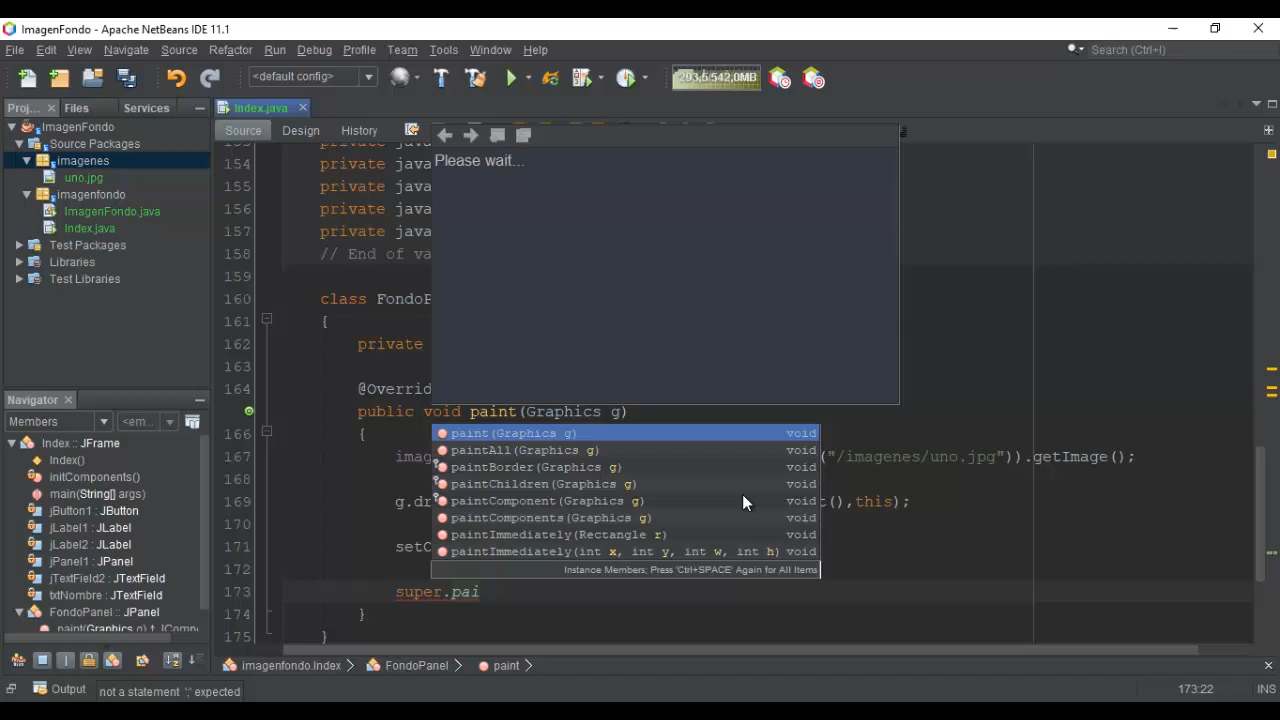 ImagenFondo - Apache NetBeans IDE 11.1
File Edit View Navigate Source Refactor Run Debug Profile Team Tools Window Help
Search (Ctrl+I)
<default config>
293,5/542,0MB
Proj... Files Services
Index.java
Source Design History
ImagenFondo
Source Packages
imagenes
uno.jpg
imagenfondo
ImagenFondo.java
Index.java
Test Packages
Libraries
Test Libraries
Please wait...
154 private java
155 private java
156 private java
157 private java
158 // End of va
159
160 class FondoP
161 {
162 private
163
164 @Overrid
public void paint(Graphics g)
166 {
167 imag ("/imagenes/uno.jpg")).getImage();
168
169 g.dr t(),this);
170
171 setO
172
173 super.pai
174 }
175 }
paint(Graphics g) void
paintAll(Graphics g) void
paintBorder(Graphics g) void
paintChildren(Graphics g) void
paintComponent(Graphics g) void
paintComponents(Graphics g) void
paintImmediately(Rectangle r) void
paintImmediately(int x, int y, int w, int h) void
Instance Members; Press 'Ctrl+SPACE' Again for All Items
Navigator
Members <em...
Index :: JFrame
Index()
initComponents()
main(String[] args)
jButton1 : JButton
jLabel1 : JLabel
jLabel2 : JLabel
jPanel1 : JPanel
jTextField2 : JTextField
txtNombre : JTextField
FondoPanel :: JPanel
paint(Graphics g) ↑ JComp
imagenfondo.Index FondoPanel paint
Output not a statement ';' expected
173:22 INS